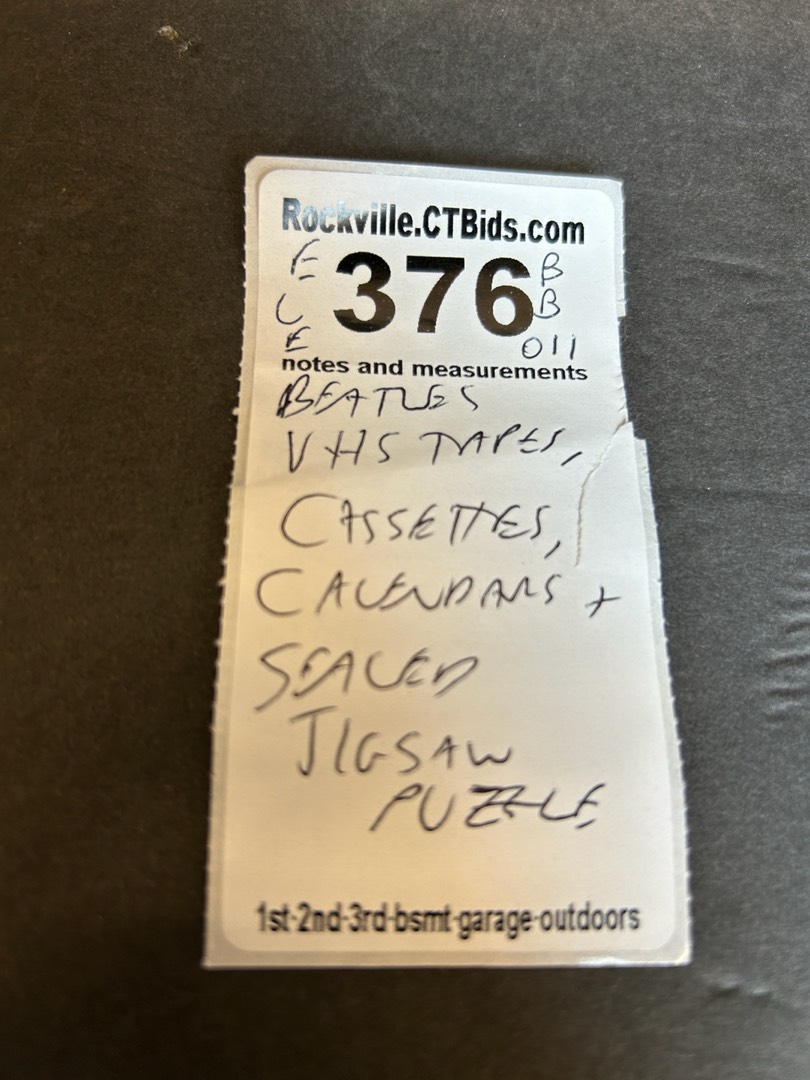 Rockville.CTBids.com
E 376 B
C B
E 011
notes and measurements
BEATLES
VHS TAPES,
CASSETTES,
CALENDARS +
SEALED
JIGSAW
PUZZLE
1st-2nd-3rd-bsmt-garage-outdoors